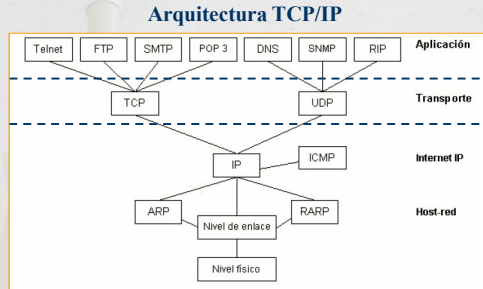 Arquitectura TCP/IP
Telnet FTP SMTP POP 3 DNS SNMP RIP Aplicación
TCP UDP Transporte
IP ICMP Internet IP
ARP Nivel de enlace RARP Host-red
Nivel físico